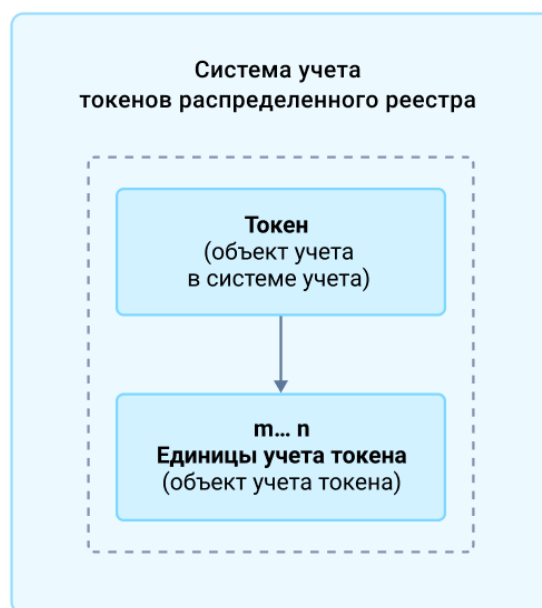 Система учета
токенов распределенного реестра
Токен
(объект учета
в системе учета)
m... n
Единицы учета токена
(объект учета токена)